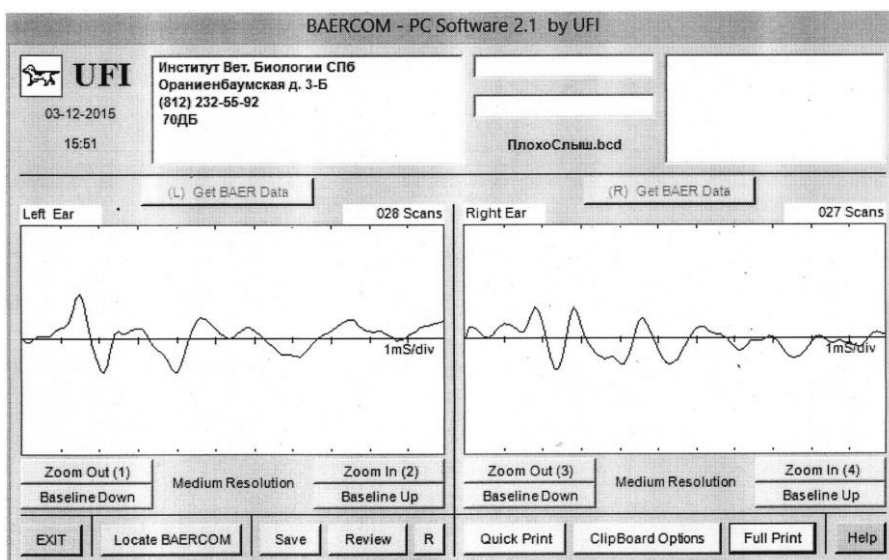 BAERCOM - PC Software 2.1 by UFI
UFI
03-12-2015
15:51
Институт Вет. Биологии СПб
Ораниенбаумская д. 3-Б
(812) 232-55-92
70ДБ
ПлохоСлыш.bcd
(L) Get BAER Data
(R) Get BAER Data
Left Ear
028 Scans
Right Ear
027 Scans
1mS/div
1mS/div
Zoom Out (1)
Medium Resolution
Zoom In (2)
Baseline Down
Baseline Up
Zoom Out (3)
Medium Resolution
Zoom In (4)
Baseline Down
Baseline Up
EXIT
Locate BAERCOM
Save
Review
R
Quick Print
ClipBoard Options
Full Print
Help